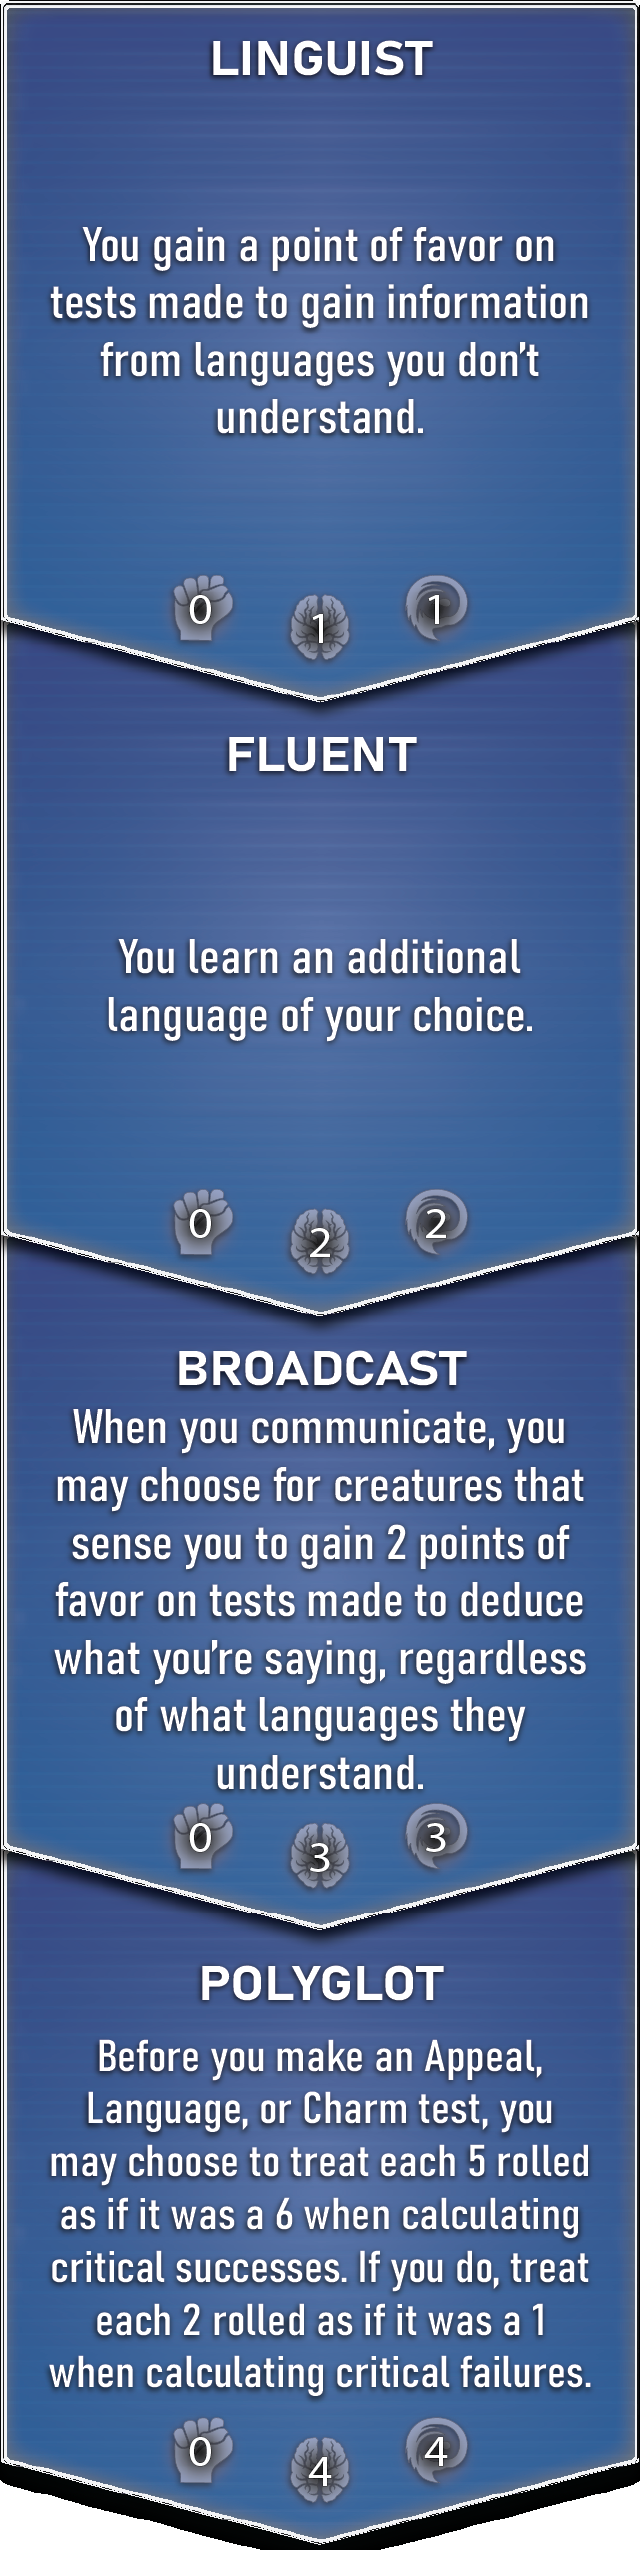 LINGUIST
You gain a point of favor on
tests made to gain information
from languages you don't
understand.
0 1 1
FLUENT
You learn an additional
language of your choice.
0 2 2
BROADCAST
When you communicate, you
may choose for creatures that
sense you to gain 2 points of
favor on tests made to deduce
what you're saying, regardless
of what languages they
understand.
0 3 3
POLYGLOT
Before you make an Appeal,
Language, or Charm test, you
may choose to treat each 5 rolled
as if it was a 6 when calculating
critical successes. If you do, treat
each 2 rolled as if it was a 1
when calculating critical failures.
0 4 4